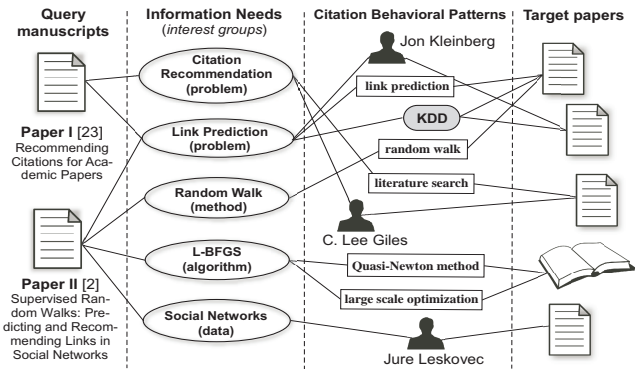 Query
manuscripts
Information Needs
(interest groups)
Citation Behavioral Patterns
Target papers
Paper I [23]
Recommending
Citations for Aca-
demic Papers
Paper II [2]
Supervised Ran-
dom Walks: Pre-
dicting and Recom-
mending Links in
Social Networks
Citation
Recommendation
(problem)
Link Prediction
(problem)
Random Walk
(method)
L-BFGS
(algorithm)
Social Networks
(data)
Jon Kleinberg
link prediction
KDD
random walk
literature search
C. Lee Giles
Quasi-Newton method
large scale optimization
Jure Leskovec